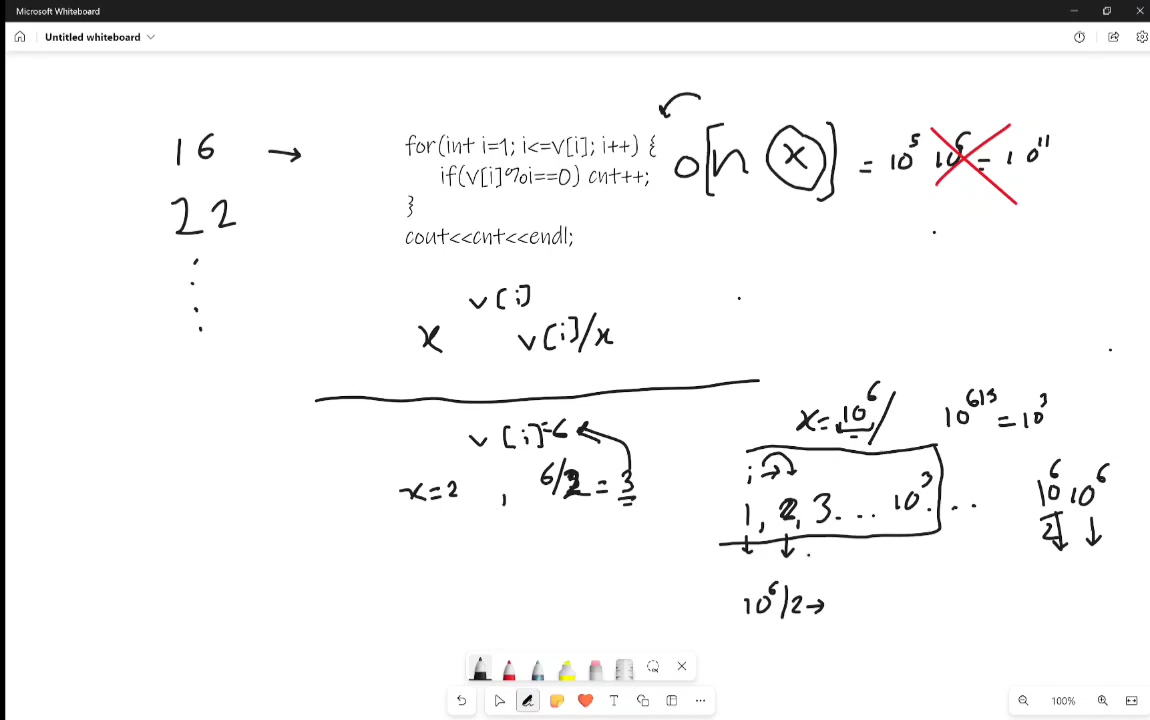 Microsoft Whiteboard
Untitled whiteboard
16 →
22
for(int i=1; i<=v[i]; i++) {
if(v[i]%i==0) cnt++;
}
cout<<cnt<<endl;
o[n x] = 10^5 10^6 = 10^11
v[i]
x v[i]/x
v[i]=6
x=2 , 6/2 = 3
x=10^6/
10^6/3 = 10^3
i →
1, 2, 3... 10^3...
10^6/2 10^6
10^6/2 →
100%